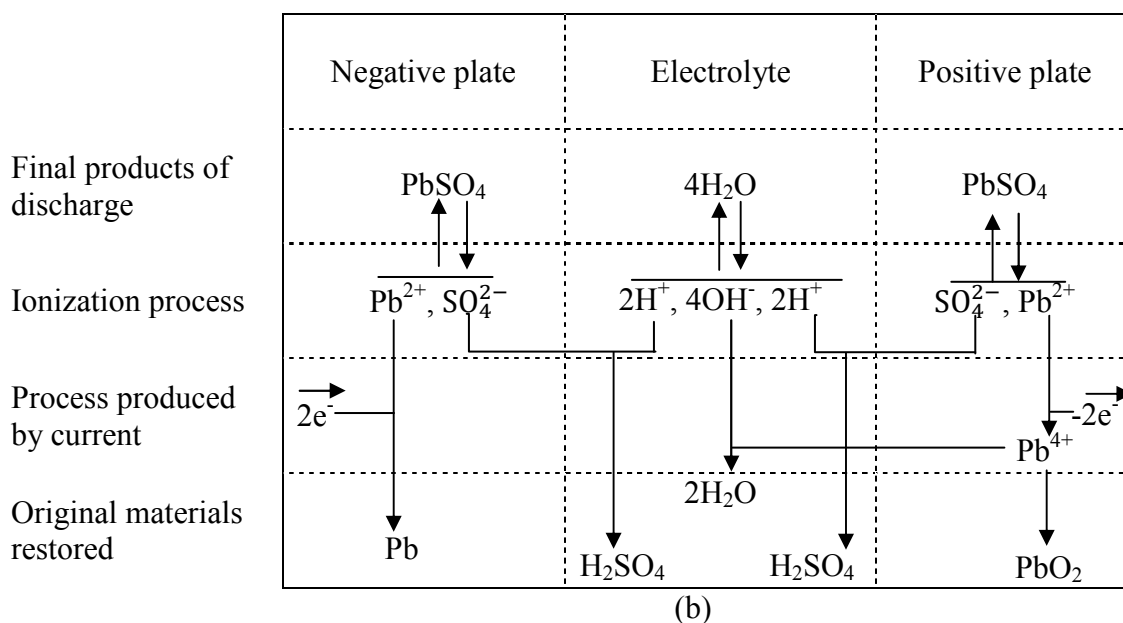 Negative plate Electrolyte Positive plate
Final products of
discharge
PbSO₄ 4H₂O PbSO₄
Ionization process
Pb²⁺, SO₄²⁻ 2H⁺, 4OH⁻, 2H⁺ SO₄²⁻, Pb²⁺
Process produced
by current
2e⁻ -2e⁻
Pb⁴⁺
Original materials
restored
2H₂O
Pb H₂SO₄ H₂SO₄ PbO₂
(b)